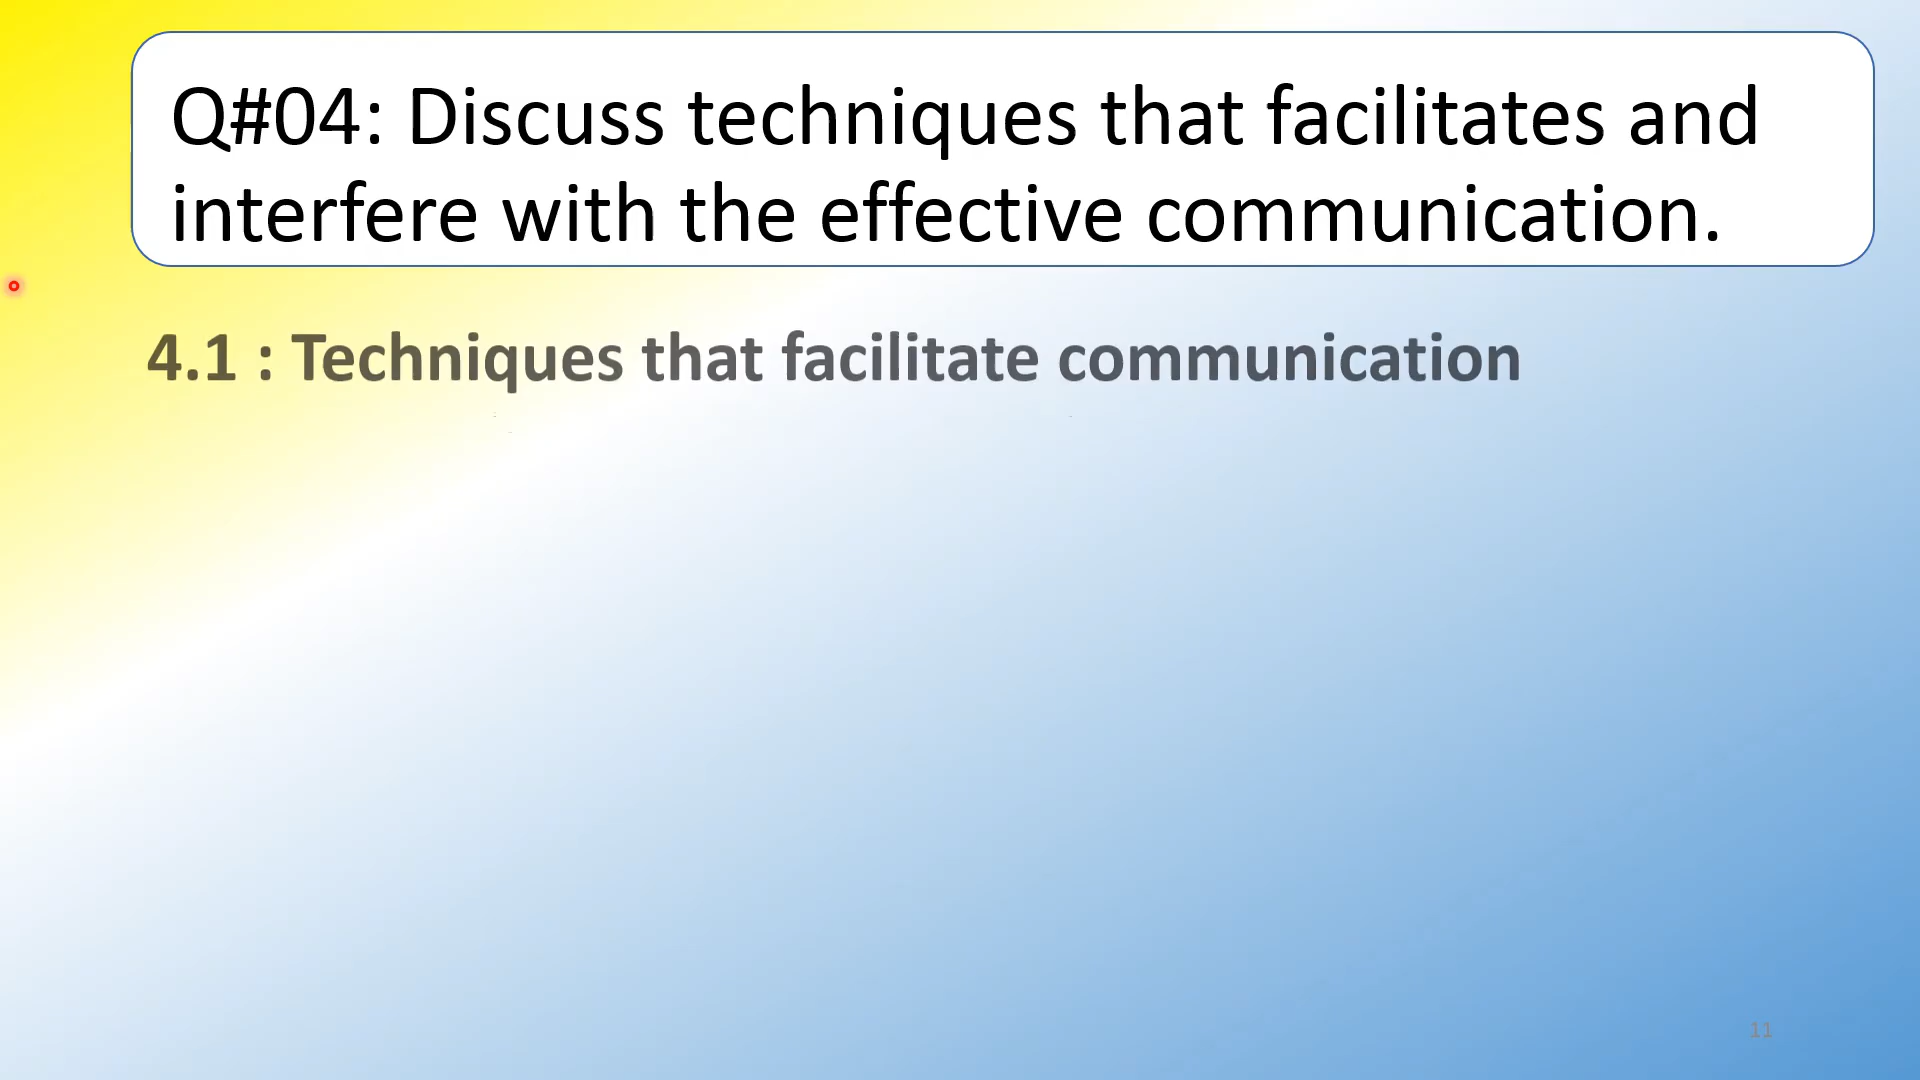 Q#04: Discuss techniques that facilitates and
interfere with the effective communication.
4.1 : Techniques that facilitate communication
11